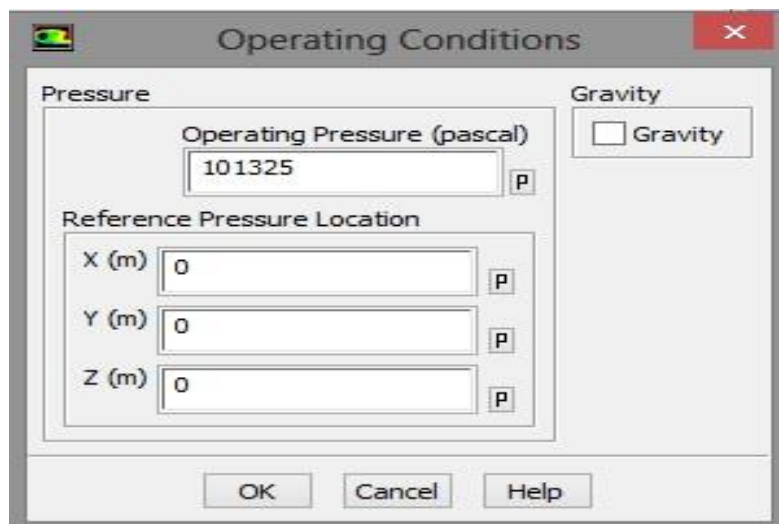 Operating Conditions
Pressure
Gravity
Operating Pressure (pascal)
Gravity
101325
P
Reference Pressure Location
X (m)
0
P
Y (m)
0
P
Z (m)
0
P
OK
Cancel
Help